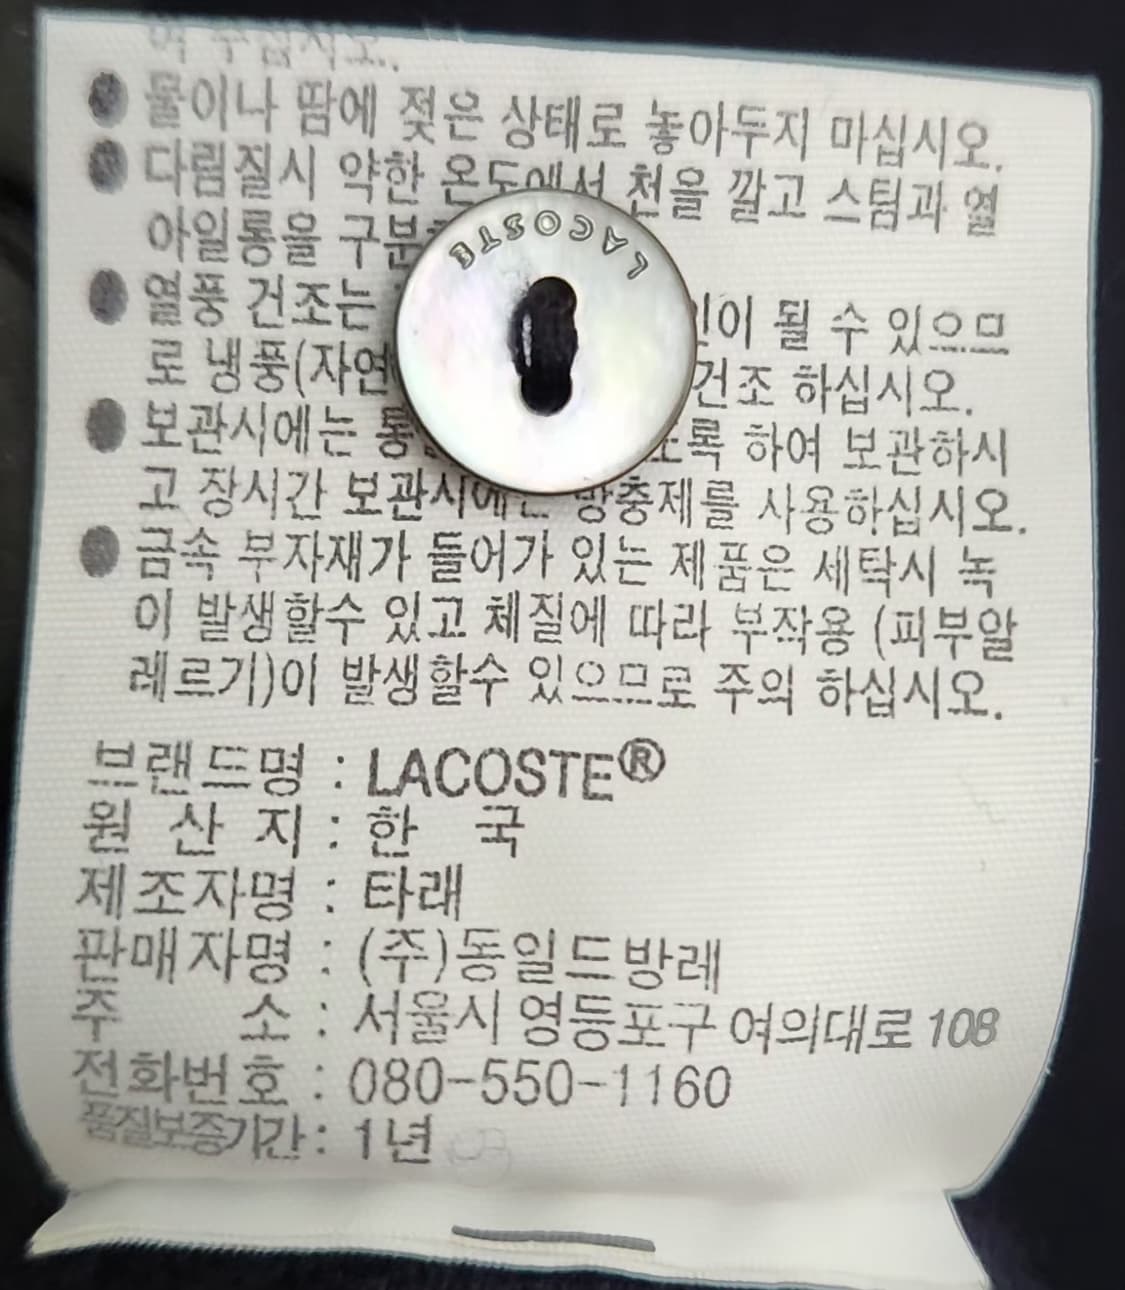 물이나 땀에 젖은 상태로 놓아두지 마십시오.
다림질시 약한 온도에서 천을 깔고 스팀과 열
아일롱을 구분
열풍 건조는 이 될 수 있으므
로 냉풍(자연 건조 하십시오.
보관시에는 하여 보관하시
고 장시간 보관시에는 방충제를 사용하십시오.
금속 부자재가 들어가 있는 제품은 세탁시 녹
이 발생할수 있고 체질에 따라 부작용 (피부알
레르기)이 발생할수 있으므로 주의 하십시오.
브랜드명 : LACOSTE®
원 산 지 : 한 국
제조자명 : 타래
판매자명 : (주)동일드방레
주 소 : 서울시 영등포구 여의대로 108
전화번호 : 080-550-1160
품질보증기간 : 1년
LACOSTE